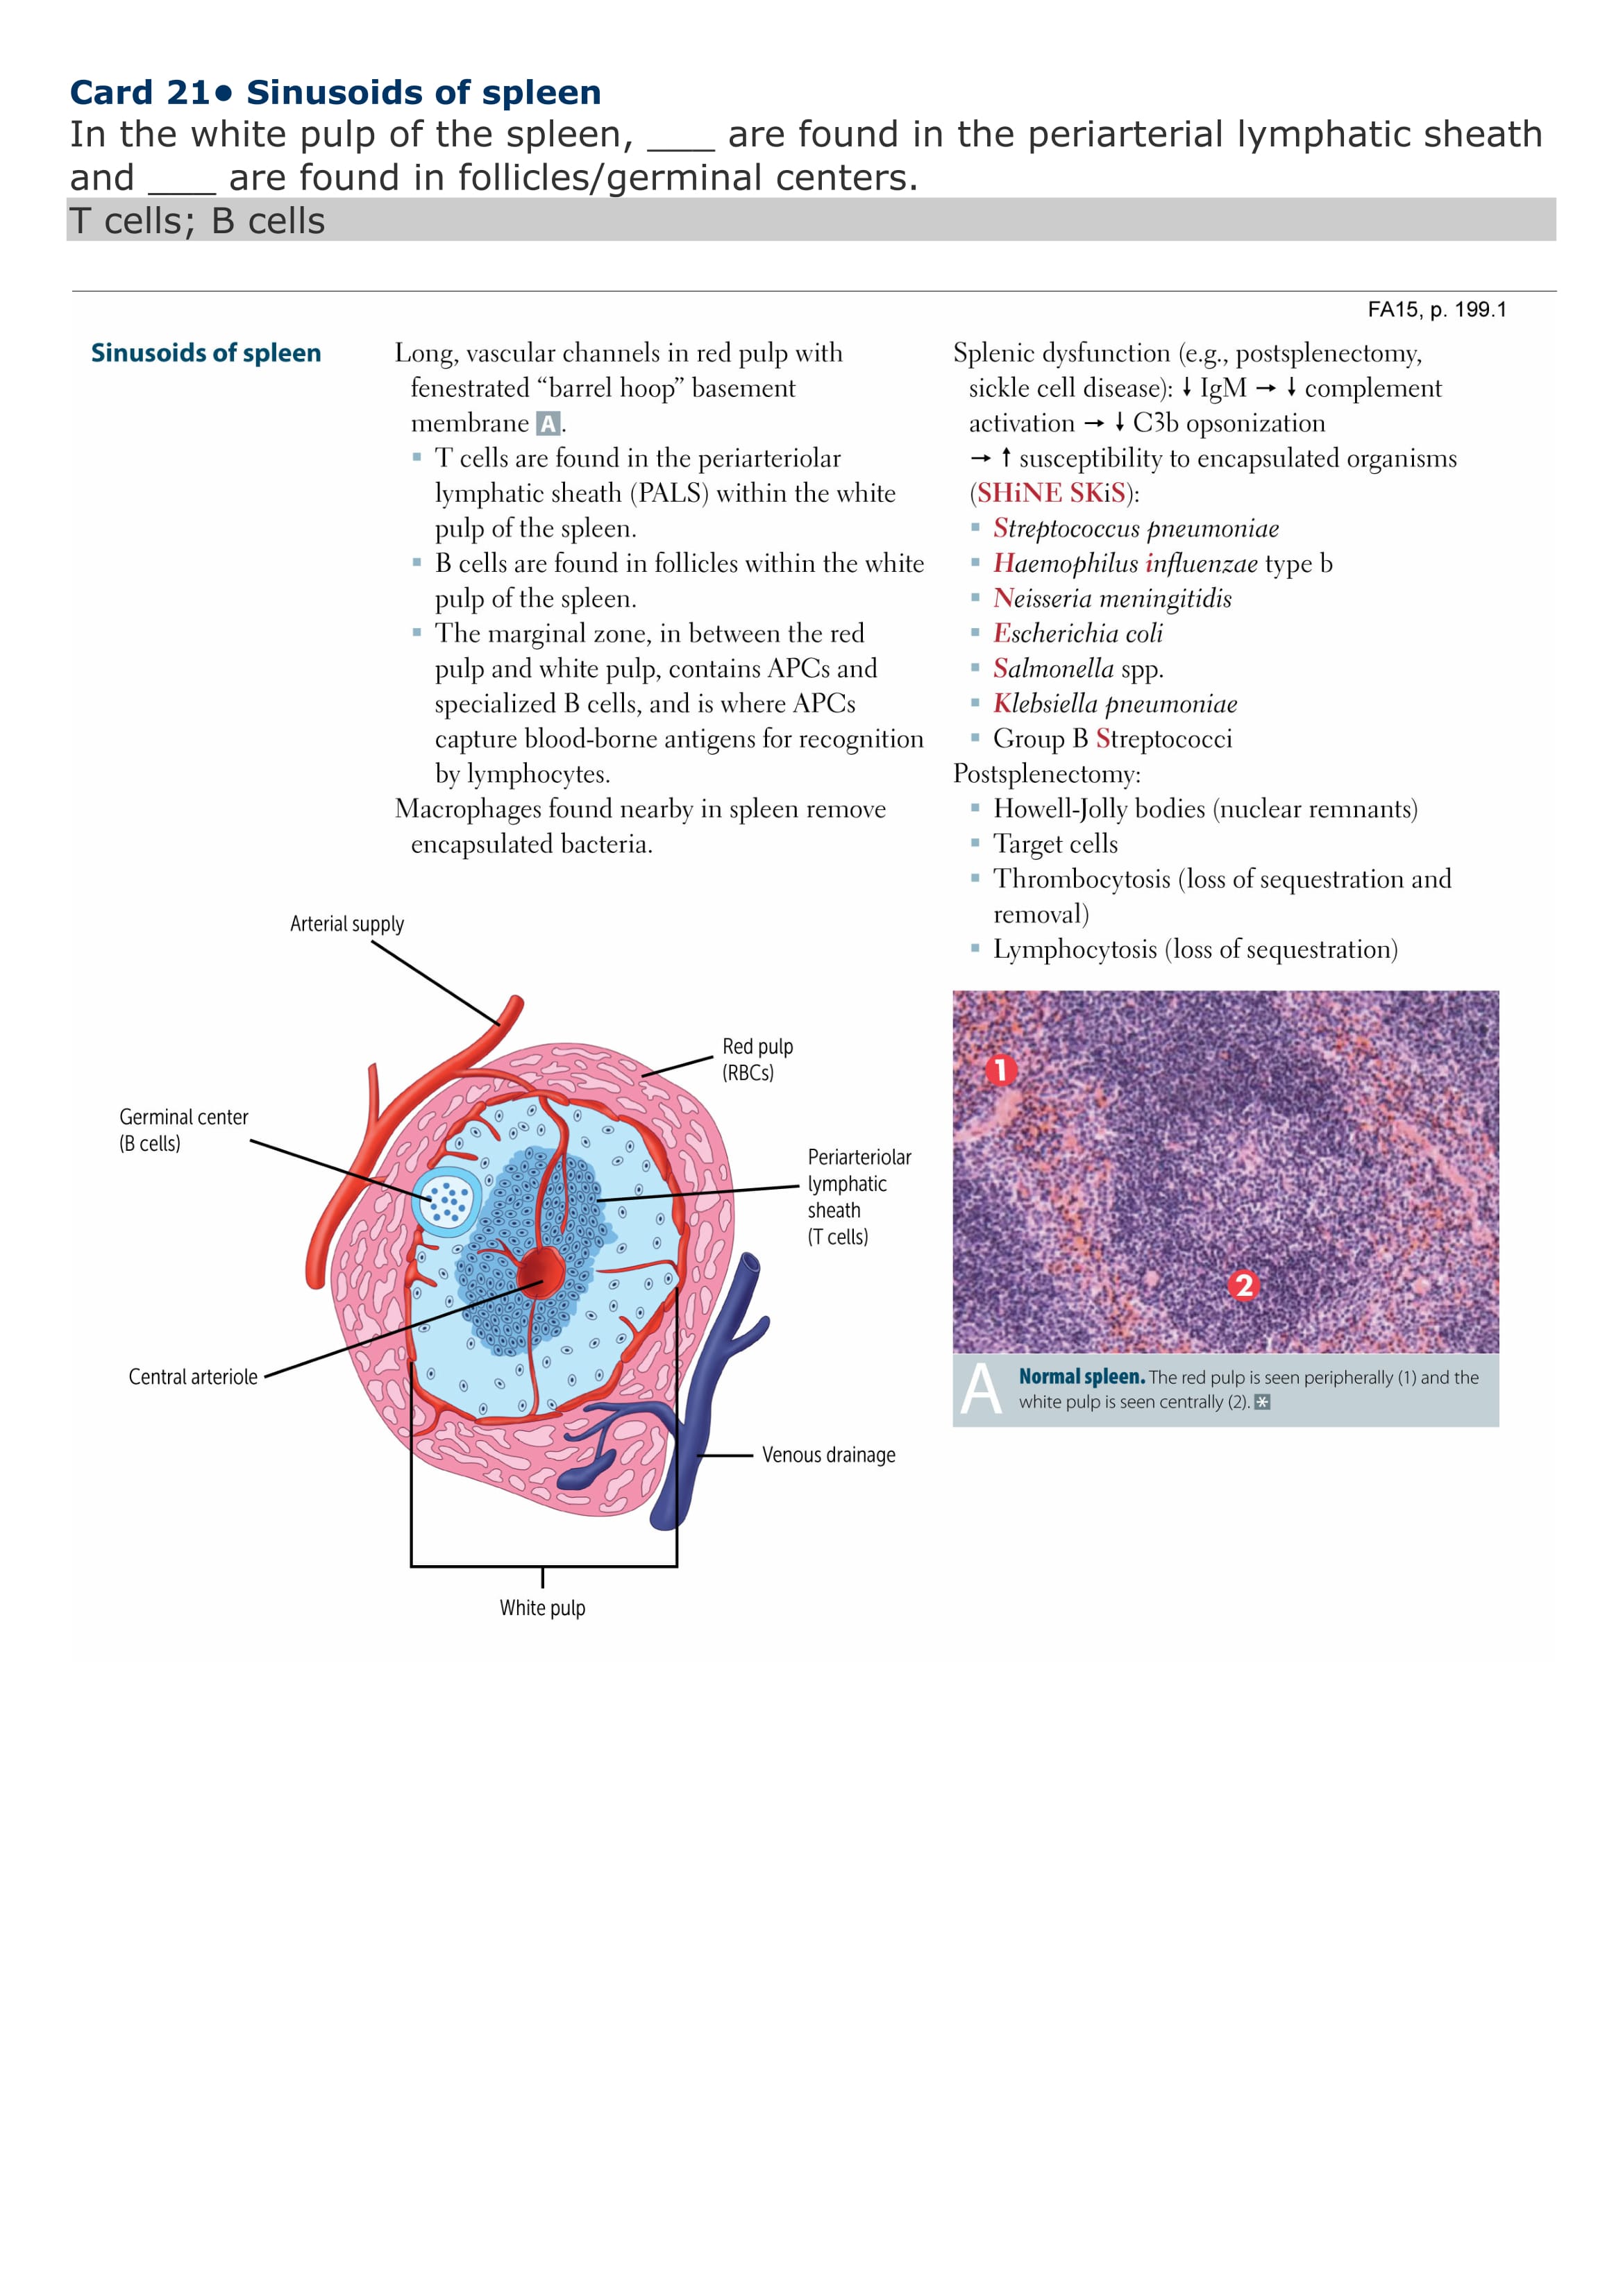 Card 21• Sinusoids of spleen
In the white pulp of the spleen, ____ are found in the periarterial lymphatic sheath
and ____ are found in follicles/germinal centers.
T cells; B cells
FA15, p. 199.1
Sinusoids of spleen
Long, vascular channels in red pulp with
fenestrated “barrel hoop” basement
membrane A.
▪ T cells are found in the periarteriolar
lymphatic sheath (PALS) within the white
pulp of the spleen.
▪ B cells are found in follicles within the white
pulp of the spleen.
▪ The marginal zone, in between the red
pulp and white pulp, contains APCs and
specialized B cells, and is where APCs
capture blood-borne antigens for recognition
by lymphocytes.
Macrophages found nearby in spleen remove
encapsulated bacteria.
Splenic dysfunction (e.g., postsplenectomy,
sickle cell disease): ↓ IgM → ↓ complement
activation → ↓ C3b opsonization
→ ↑ susceptibility to encapsulated organisms
(SHiNE SKiS):
▪ Streptococcus pneumoniae
▪ Haemophilus influenzae type b
▪ Neisseria meningitidis
▪ Escherichia coli
▪ Salmonella spp.
▪ Klebsiella pneumoniae
▪ Group B Streptococci
Postsplenectomy:
▪ Howell-Jolly bodies (nuclear remnants)
▪ Target cells
▪ Thrombocytosis (loss of sequestration and
removal)
▪ Lymphocytosis (loss of sequestration)
Arterial supply
Red pulp
(RBCs)
Germinal center
(B cells)
Periarteriolar
lymphatic
sheath
(T cells)
Central arteriole
Venous drainage
White pulp
1
2
A Normal spleen. The red pulp is seen peripherally (1) and the
white pulp is seen centrally (2). *